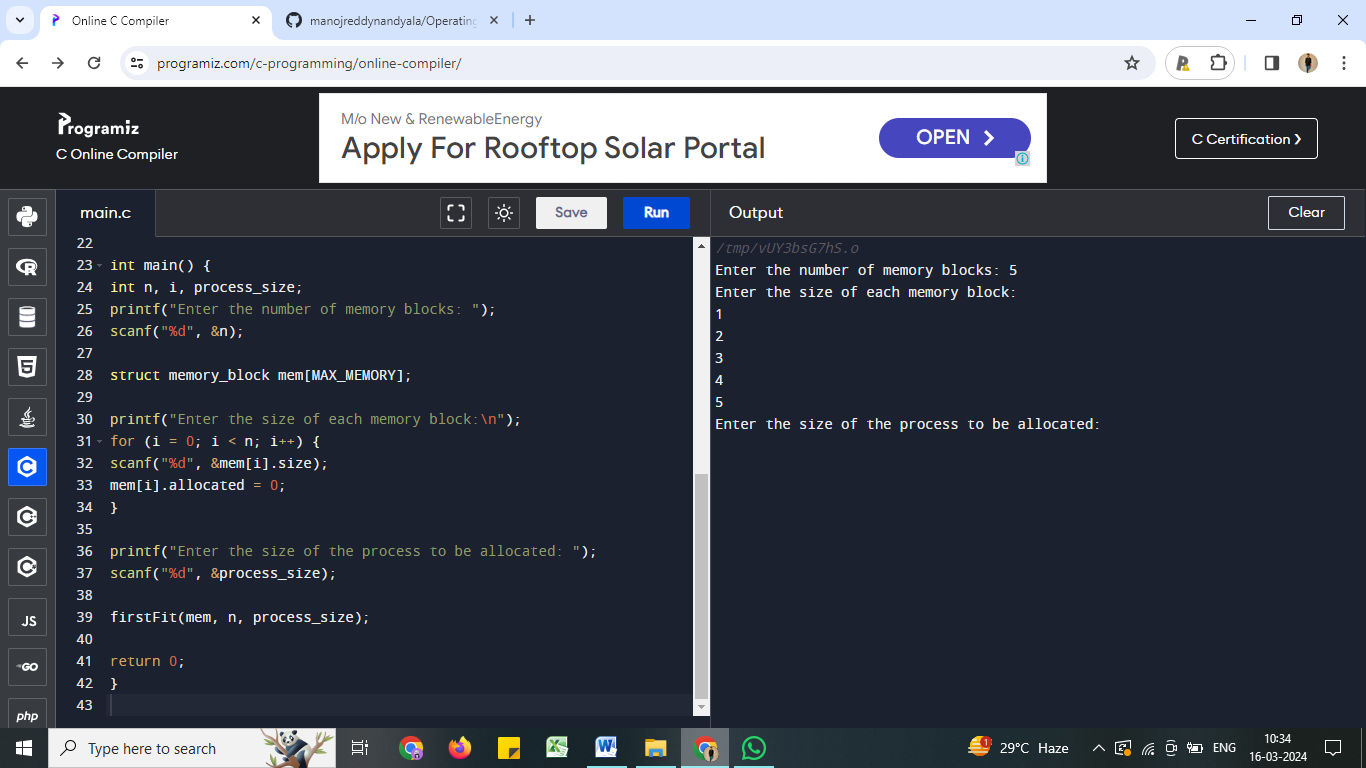 Online C Compiler
manojreddynandyala/Operating
programiz.com/c-programming/online-compiler/
Programiz
C Online Compiler
M/o New & RenewableEnergy
Apply For Rooftop Solar Portal
OPEN
C Certification
main.c
Save
Run
Output
Clear
22
23 int main() {
24 int n, i, process_size;
25 printf("Enter the number of memory blocks: ");
26 scanf("%d", &n);
27
28 struct memory_block mem[MAX_MEMORY];
29
30 printf("Enter the size of each memory block:\n");
31 for (i = 0; i < n; i++) {
32 scanf("%d", &mem[i].size);
33 mem[i].allocated = 0;
34 }
35
36 printf("Enter the size of the process to be allocated: ");
37 scanf("%d", &process_size);
38
39 firstFit(mem, n, process_size);
40
41 return 0;
42 }
43
/tmp/vUY3bsG7hS.o
Enter the number of memory blocks: 5
Enter the size of each memory block:
1
2
3
4
5
Enter the size of the process to be allocated:
JS
GO
php
Type here to search
29°C Haze
ENG
10:34
16-03-2024